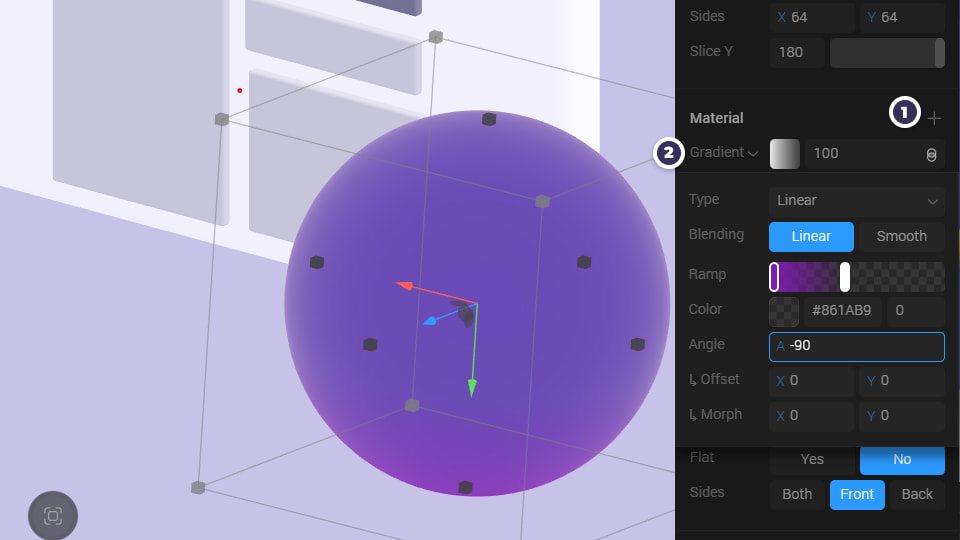 Sides X 64 Y 64
Slice Y 180
Material 1
2 Gradient 100
Type Linear
Blending Linear Smooth
Ramp
Color #861AB9 0
Angle A -90
↳ Offset X 0 Y 0
↳ Morph X 0 Y 0
Flat Yes No
Sides Both Front Back